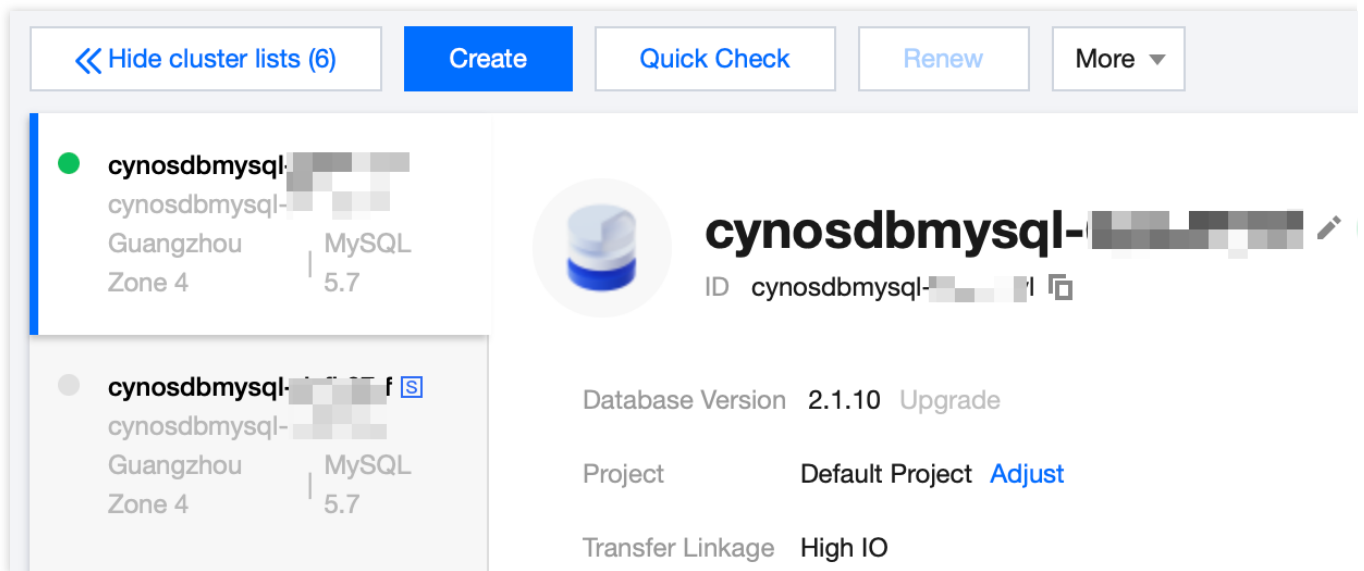 Hide cluster lists (6)
Create
Quick Check
Renew
More
cynosdbmysql-
cynosdbmysql-
Guangzhou Zone 4
MySQL 5.7
cynosdbmysql-
S
cynosdbmysql-
Guangzhou Zone 4
MySQL 5.7
cynosdbmysql-
ID cynosdbmysql-
Database Version 2.1.10 Upgrade
Project Default Project Adjust
Transfer Linkage High IO